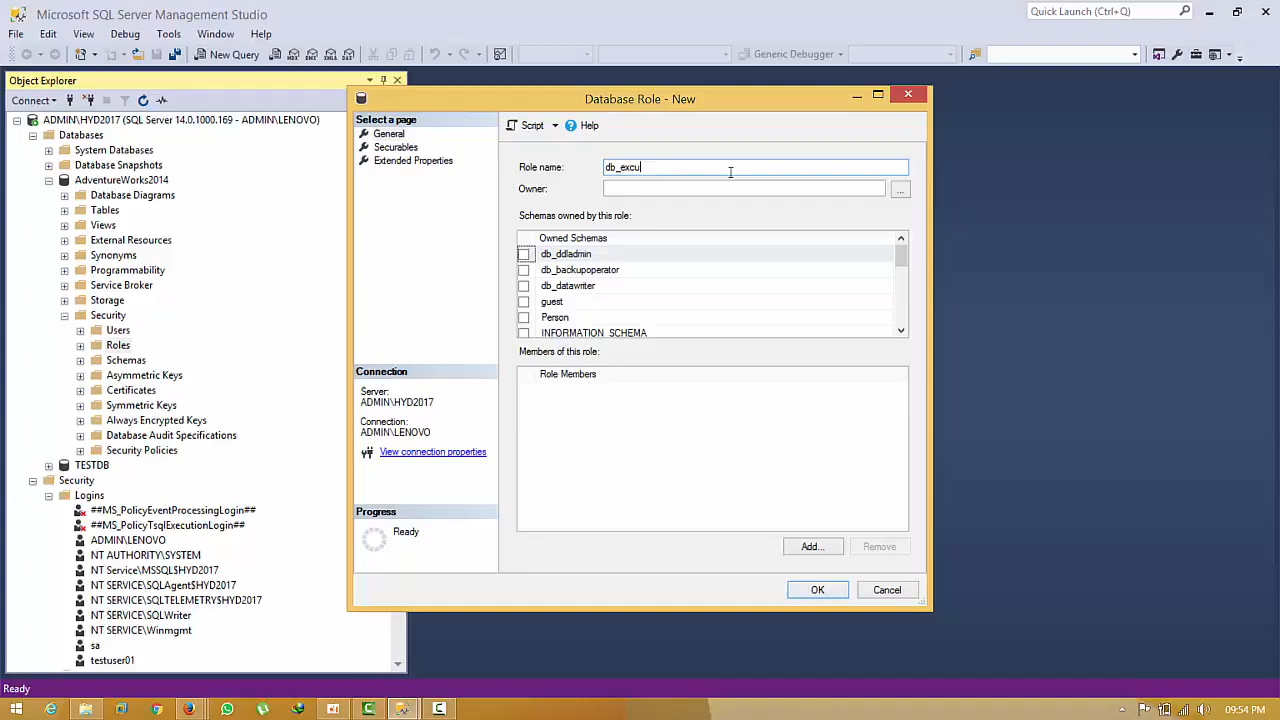 Microsoft SQL Server Management Studio
Quick Launch (Ctrl+Q)
File Edit View Debug Tools Window Help
New Query
Generic Debugger
Object Explorer
Connect
ADMIN\HYD2017 (SQL Server 14.0.1000.169 - ADMIN\LENOVO)
Databases
System Databases
Database Snapshots
AdventureWorks2014
Database Diagrams
Tables
Views
External Resources
Synonyms
Programmability
Service Broker
Storage
Security
Users
Roles
Schemas
Asymmetric Keys
Certificates
Symmetric Keys
Always Encrypted Keys
Database Audit Specifications
Security Policies
TESTDB
Security
Logins
##MS_PolicyEventProcessingLogin##
##MS_PolicyTsqlExecutionLogin##
ADMIN\LENOVO
NT AUTHORITY\SYSTEM
NT Service\MSSQL$HYD2017
NT SERVICE\SQLAgent$HYD2017
NT SERVICE\SQLTELEMETRY$HYD2017
NT SERVICE\SQLWriter
NT SERVICE\Winmgmt
sa
testuser01
Database Role - New
Select a page
General
Securables
Extended Properties
Connection
Server:
ADMIN\HYD2017
Connection:
ADMIN\LENOVO
View connection properties
Progress
Ready
Script Help
Role name: db_excu
Owner:
...
Schemas owned by this role:
Owned Schemas
db_ddladmin
db_backupoperator
db_datawriter
guest
Person
INFORMATION_SCHEMA
Members of this role:
Role Members
Add... Remove
OK Cancel
Ready
09:54 PM